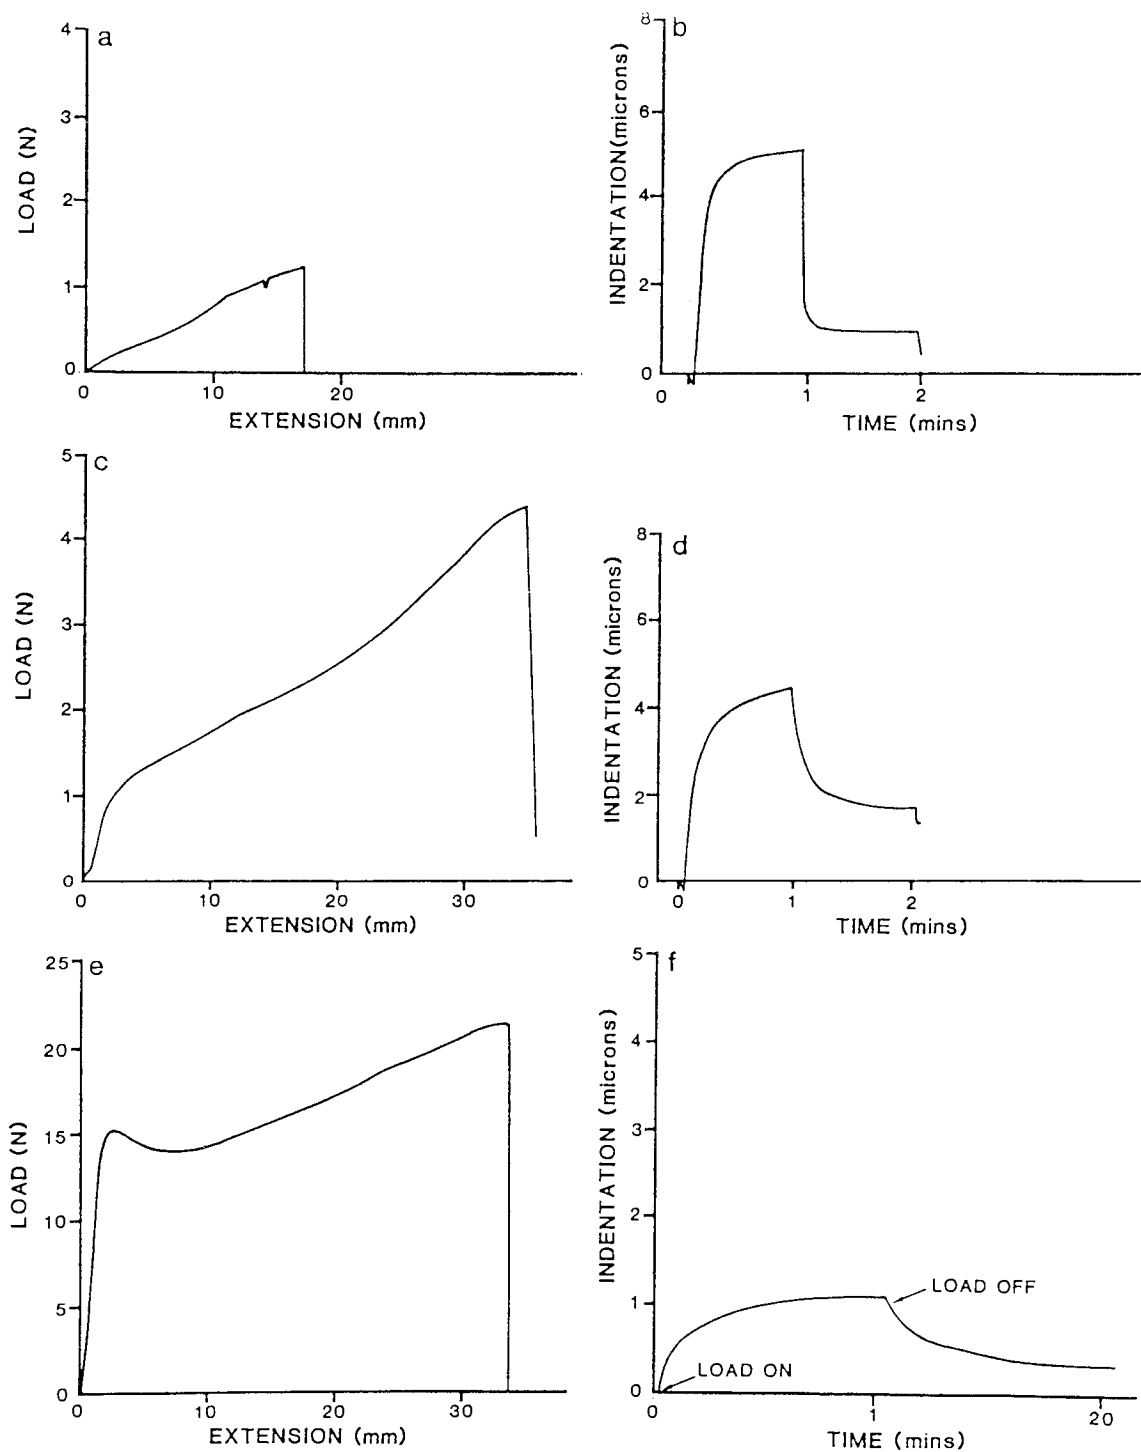 a
LOAD (N)
4
3
2
1
0
0 10 20
EXTENSION (mm)
b
INDENTATION(microns)
8
6
4
2
0
0 1 2
TIME (mins)
c
LOAD (N)
5
4
3
2
1
0
0 10 20 30
EXTENSION (mm)
d
INDENTATION (microns)
8
6
4
2
0
0 1 2
TIME (mins)
e
LOAD (N)
25
20
15
10
5
0
0 10 20 30
EXTENSION (mm)
f
INDENTATION (microns)
5
4
3
2
1
0
LOAD OFF
LOAD ON
0 1 20
TIME (mins)